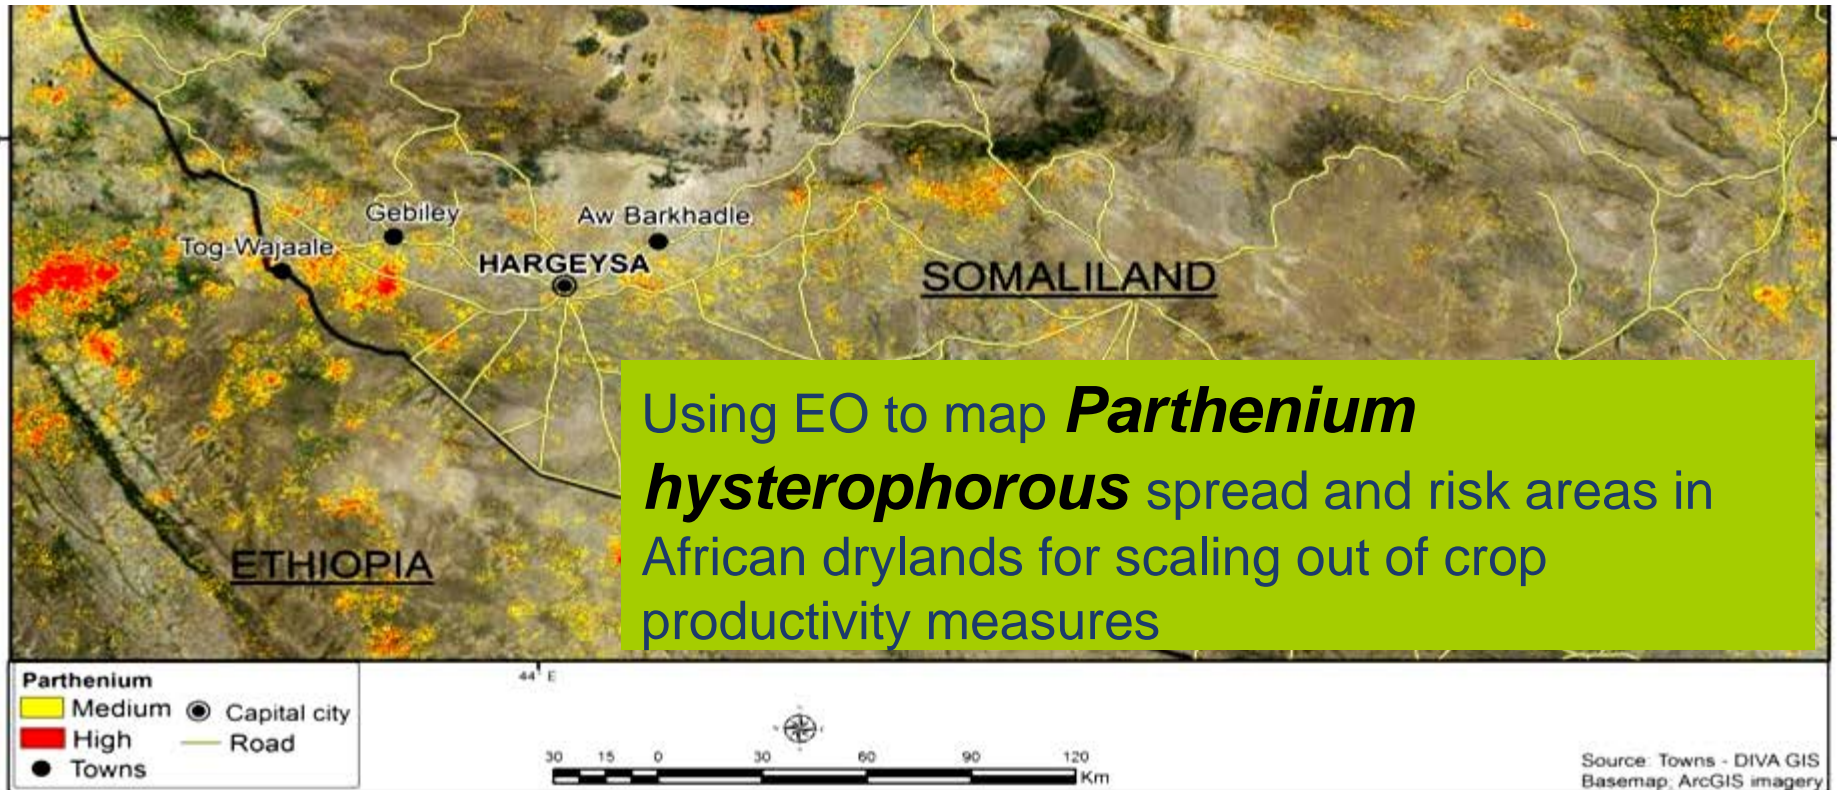 Gebiley
Aw Barkhadle
Tog-Wajaale
HARGEYSA
SOMALILAND
Using EO to map Parthenium
hysterophorous spread and risk areas in
African drylands for scaling out of crop
productivity measures
ETHIOPIA
44° E
Parthenium
Medium
Capital city
High
Road
Towns
30 15 0 30 60 90 120
Km
Source: Towns - DIVA GIS
Basemap; ArcGIS imagery